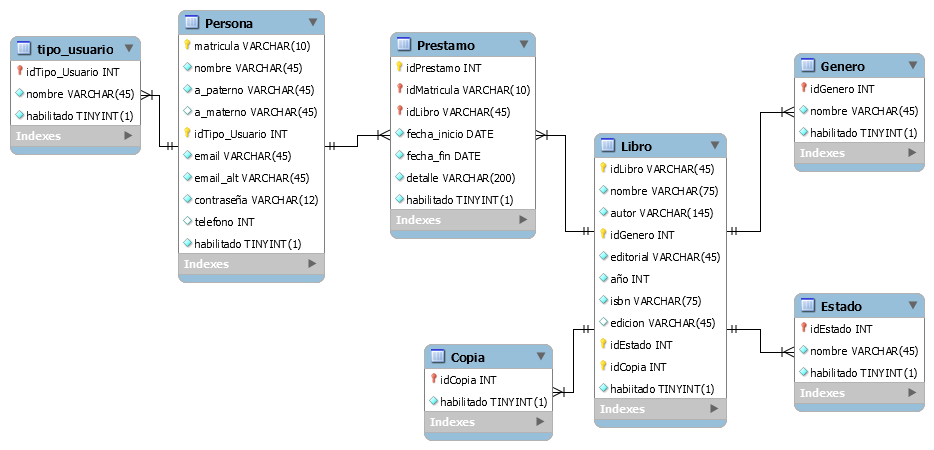 tipo_usuario
idTipo_Usuario INT
nombre VARCHAR(45)
habilitado TINYINT(1)
Indexes
Persona
matricula VARCHAR(10)
nombre VARCHAR(45)
a_paterno VARCHAR(45)
a_materno VARCHAR(45)
idTipo_Usuario INT
email VARCHAR(45)
email_alt VARCHAR(45)
contraseña VARCHAR(12)
telefono INT
habilitado TINYINT(1)
Indexes
Prestamo
idPrestamo INT
idMatricula VARCHAR(10)
idLibro VARCHAR(45)
fecha_inicio DATE
fecha_fin DATE
detalle VARCHAR(200)
habilitado TINYINT(1)
Indexes
Copia
idCopia INT
habilitado TINYINT(1)
Indexes
Libro
idLibro VARCHAR(45)
nombre VARCHAR(75)
autor VARCHAR(145)
idGenero INT
editorial VARCHAR(45)
año INT
isbn VARCHAR(75)
edicion VARCHAR(45)
idEstado INT
idCopia INT
habiitado TINYINT(1)
Indexes
Genero
idGenero INT
nombre VARCHAR(45)
habilitado TINYINT(1)
Indexes
Estado
idEstado INT
nombre VARCHAR(45)
habilitado TINYINT(1)
Indexes